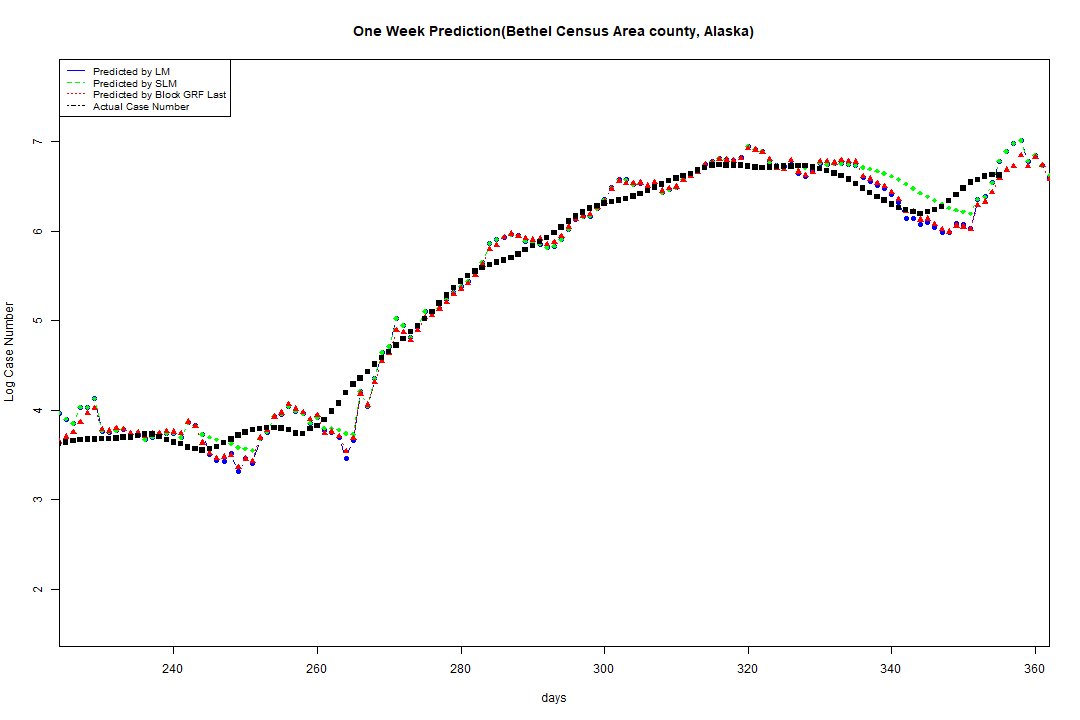 One Week Prediction(Bethel Census Area county, Alaska)
Predicted by LM
Predicted by SLM
Predicted by Block GRF Last
Actual Case Number
7
6
5
4
3
2
Log Case Number
240 260 280 300 320 340 360
days